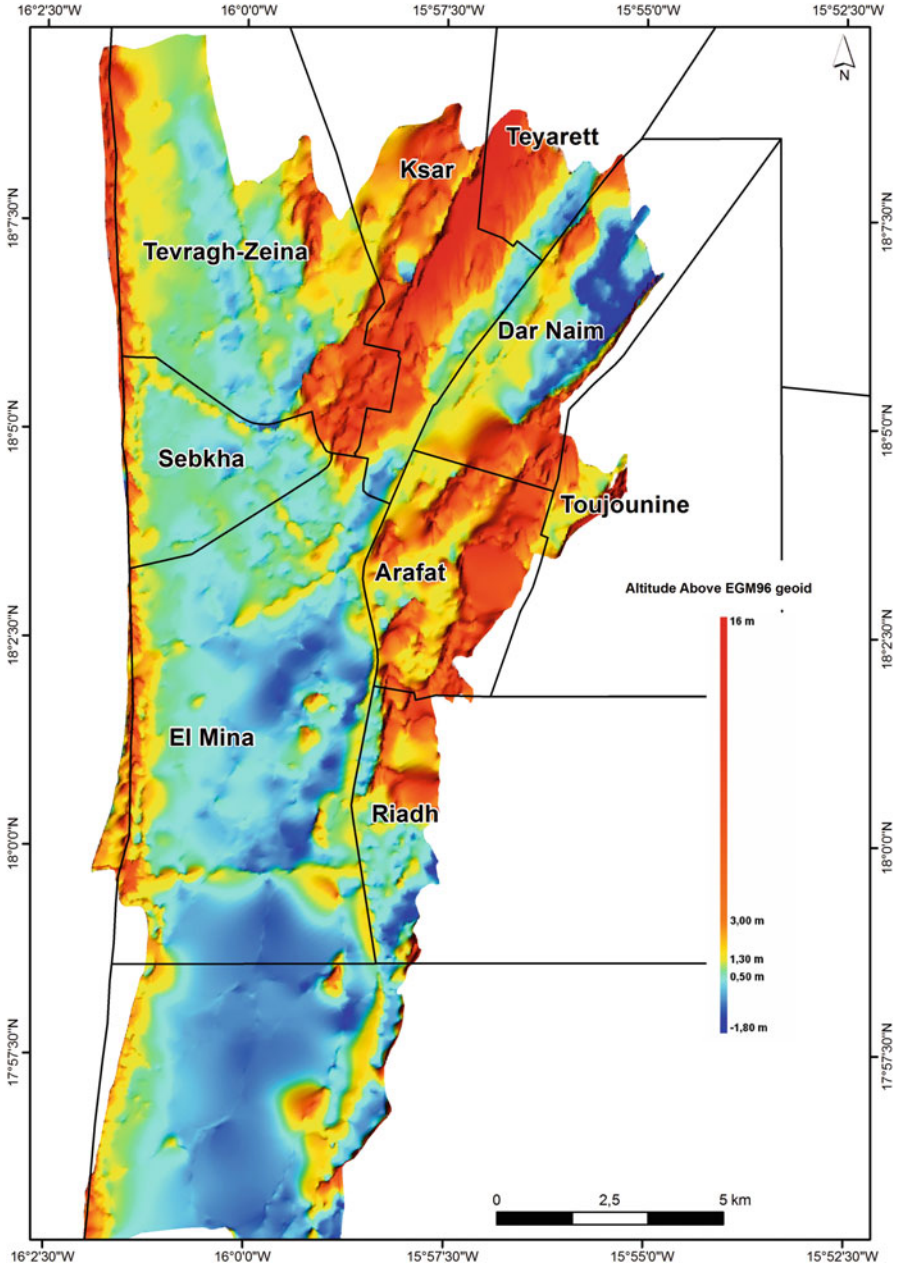 16°2'30"W 16°0'0"W 15°57'30"W 15°55'0"W 15°52'30"W
N
Teyarett
Ksar
18°7'30"N 18°7'30"N
Tevragh-Zeina
Dar Naim
18°5'0"N 18°5'0"N
Sebkha
Toujounine
Arafat
Altitude Above EGM96 geoid
16 m
18°2'30"N 18°2'30"N
El Mina
Riadh
18°0'0"N 18°0'0"N
3,00 m
1,30 m
0,50 m
-1,80 m
17°57'30"N 17°57'30"N
0 2,5 5 km
16°2'30"W 16°0'0"W 15°57'30"W 15°55'0"W 15°52'30"W